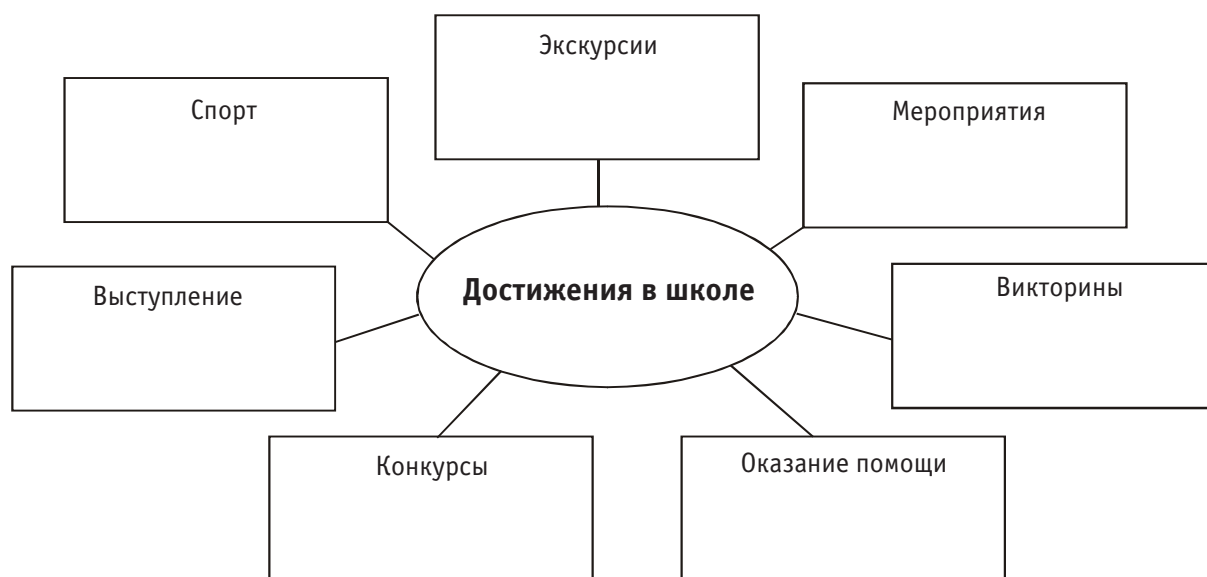 Экскурсии
Спорт
Мероприятия
Достижения в школе
Выступление
Викторины
Конкурсы
Оказание помощи